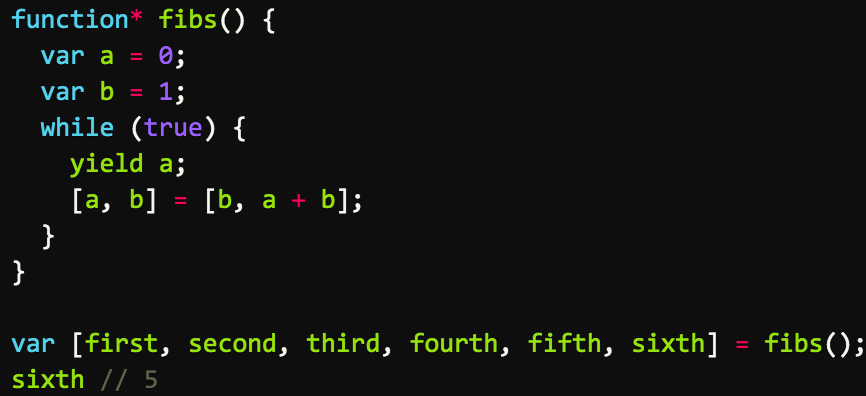 function* fibs() {
  var a = 0;
  var b = 1;
  while (true) {
    yield a;
    [a, b] = [b, a + b];
  }
}

var [first, second, third, fourth, fifth, sixth] = fibs();
sixth // 5